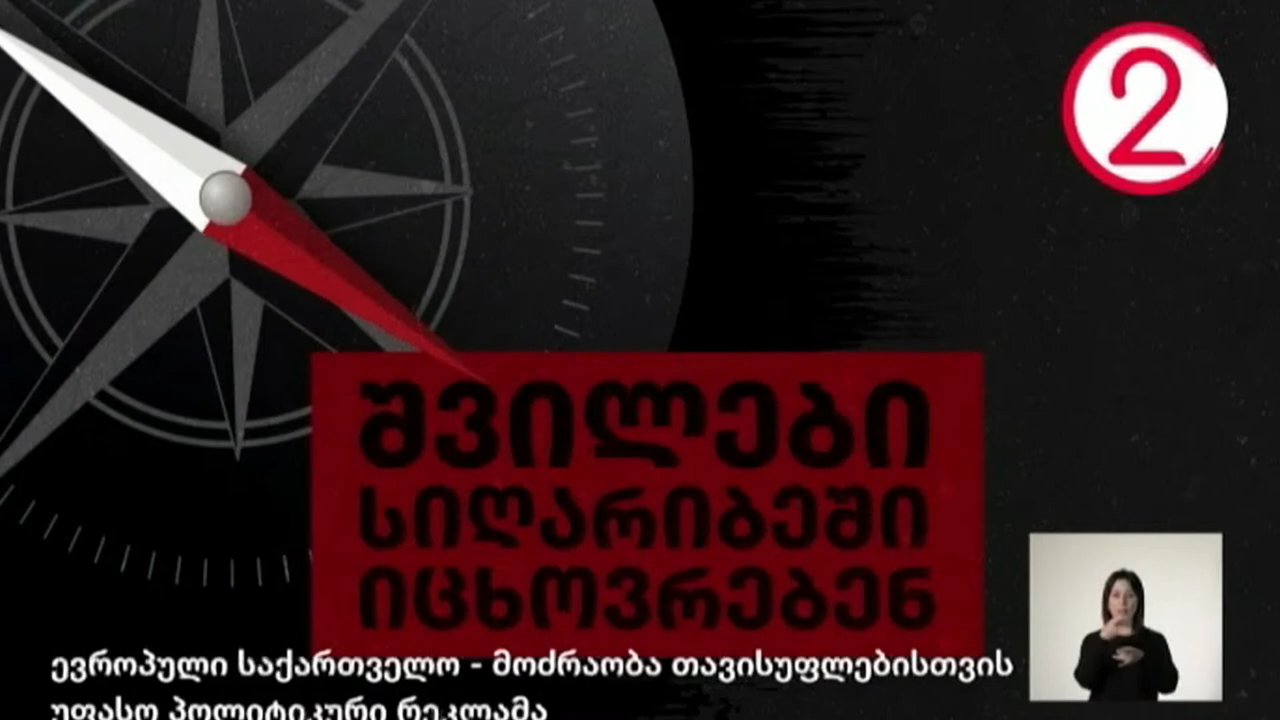 2
შვილები
სიღარიბეში
იცხოვრებენ
ევროპული საქართველო - მოძრაობა თავისუფლებისთვის
უფასო პოლიტიკური რეკლამა